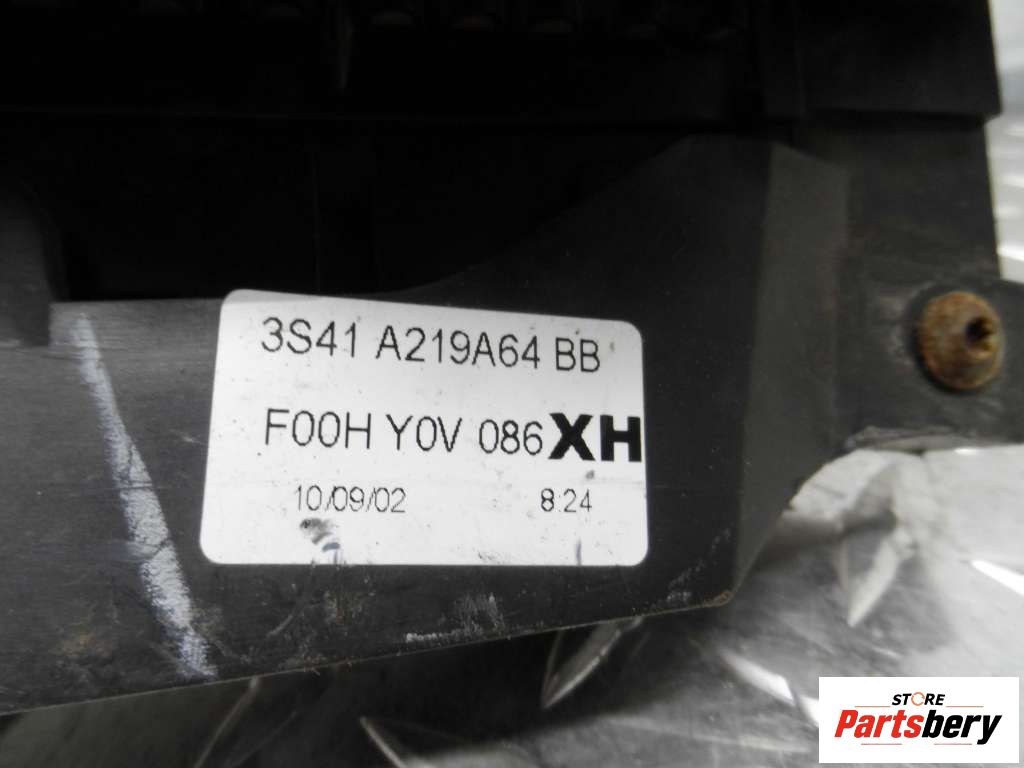 3S41 A219A64 BB
F00H Y0V 086XH
10/09/02 8:24
STORE
Partsbery